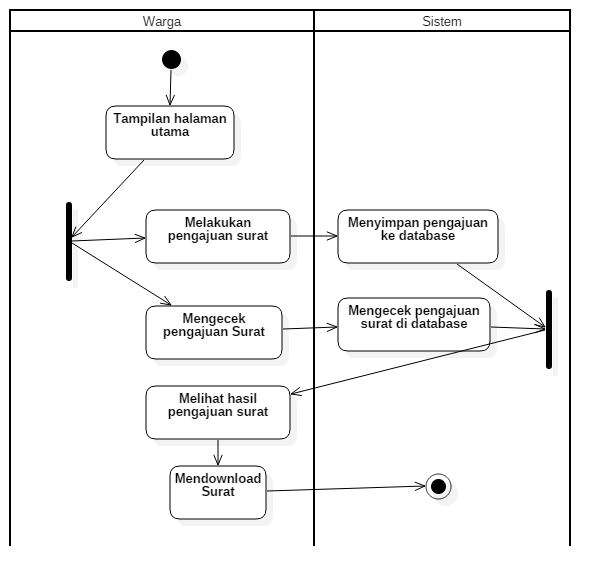 Warga
Sistem
Tampilan halaman
utama
Melakukan
pengajuan surat
Menyimpan pengajuan
ke database
Mengecek
pengajuan Surat
Mengecek pengajuan
surat di database
Melihat hasil
pengajuan surat
Mendownload
Surat